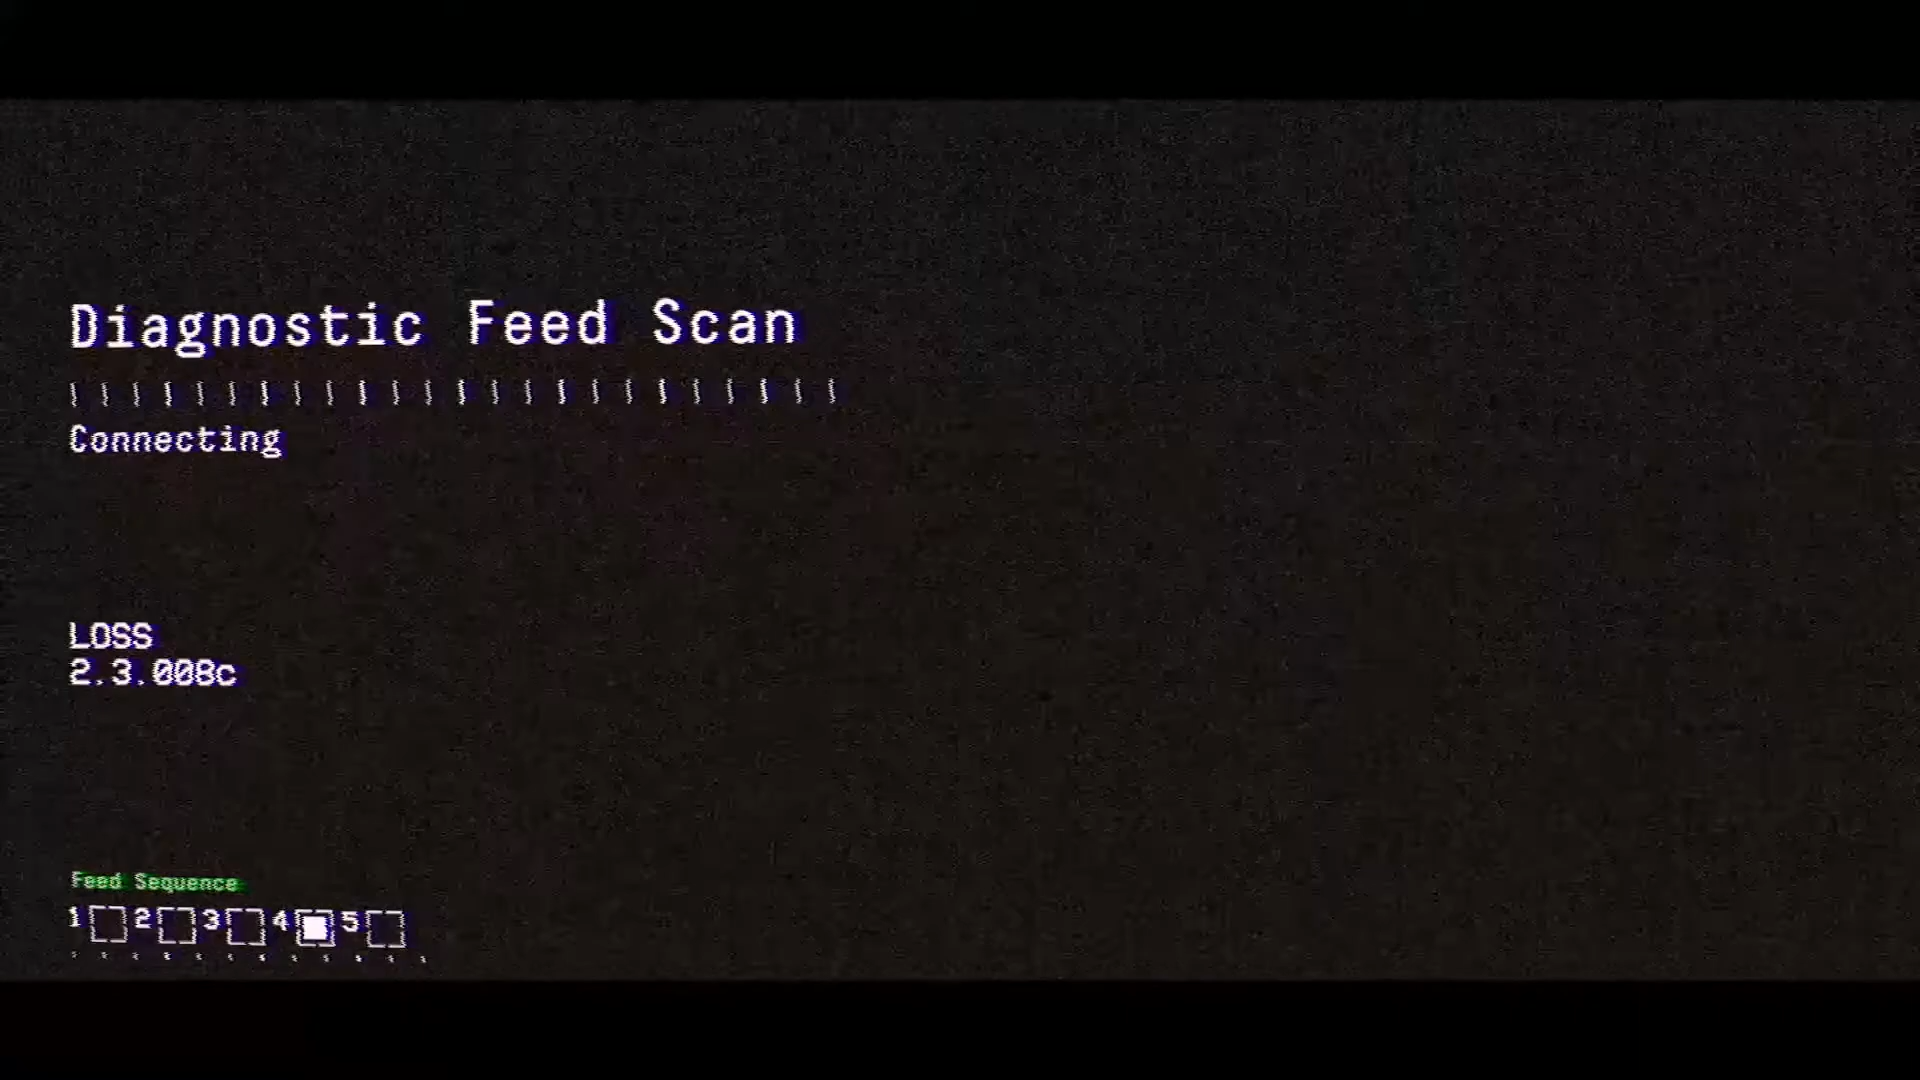 Diagnostic Feed Scan
Connecting
LOSS
2.3.008c
Feed Sequence
1 2 3 4 5